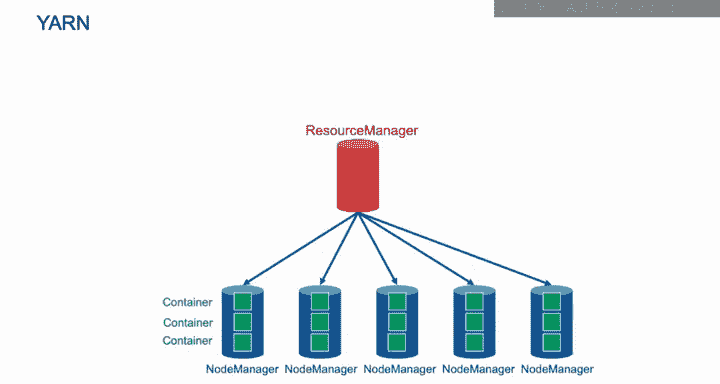 YARN
ResourceManager
Container
Container
Container
NodeManager NodeManager NodeManager NodeManager NodeManager